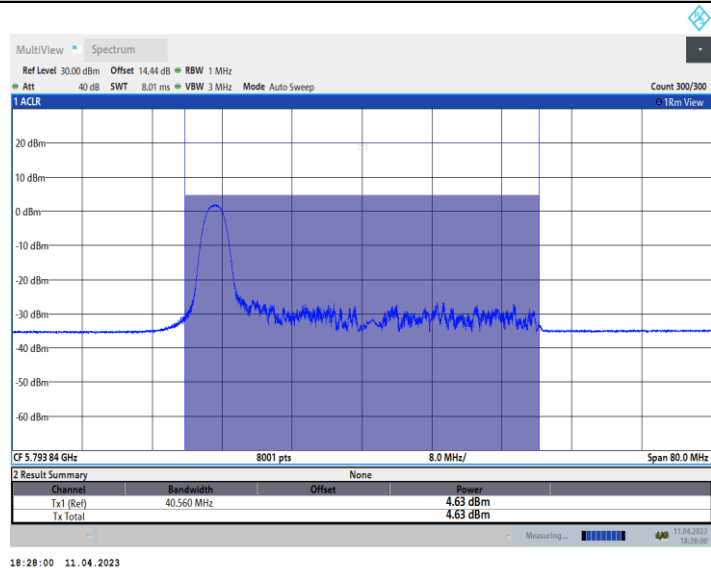 MultiView Spectrum
Ref Level 30.00 dBm Offset 14.44 dB RBW 1 MHz
Att 40 dB SWT 8.01 ms VBW 3 MHz Mode Auto Sweep Count 300/300
1 ACLR 1Rm View
20 dBm
10 dBm
0 dBm
-10 dBm
-20 dBm
-30 dBm
-40 dBm
-50 dBm
-60 dBm
CF 5.793 84 GHz 8001 pts 8.0 MHz/ Span 80.0 MHz
2 Result Summary None
Channel Bandwidth Offset Power
Tx1 (Ref) 40.560 MHz 4.63 dBm
Tx Total 4.63 dBm
Measuring... 11.04.2023
18:28:00
18:28:00 11.04.2023